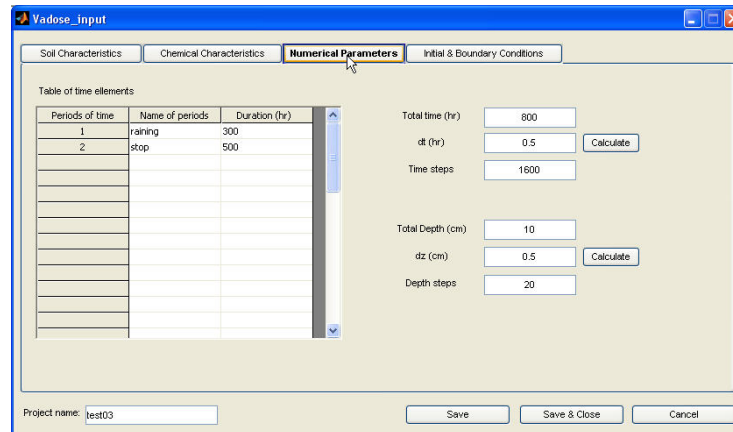 Vadose_input
Soil Characteristics Chemical Characteristics Numerical Parameters Initial & Boundary Conditions
Table of time ellements
Periods of time Name of periods Duration (hr)
1 raining 300
2 stop 500
Total time (hr) 800
dt (hr) 0.5 Calculate
Time steps 1600
Total Depth (cm) 10
dz (cm) 0.5 Calculate
Depth steps 20
Project name: test03 Save Save & Close Cancel